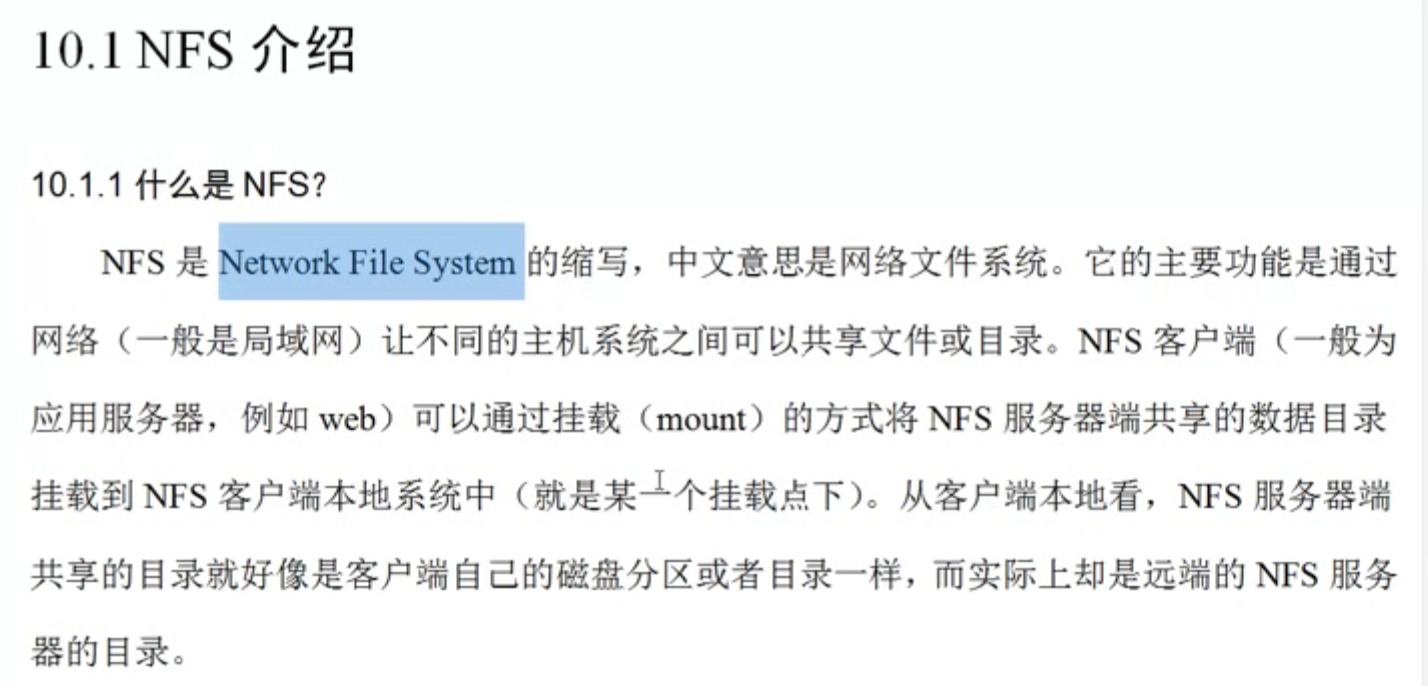 10.1 NFS 介绍
10.1.1 什么是 NFS?
NFS 是 Network File System 的缩写，中文意思是网络文件系统。它的主要功能是通过
网络（一般是局域网）让不同的主机系统之间可以共享文件或目录。NFS 客户端（一般为
应用服务器，例如 web）可以通过挂载（mount）的方式将 NFS 服务器端共享的数据目录
挂载到 NFS 客户端本地系统中（就是某一个挂载点下）。从客户端本地看，NFS 服务器端
共享的目录就好像是客户端自己的磁盘分区或者目录一样，而实际上却是远端的 NFS 服务
器的目录。